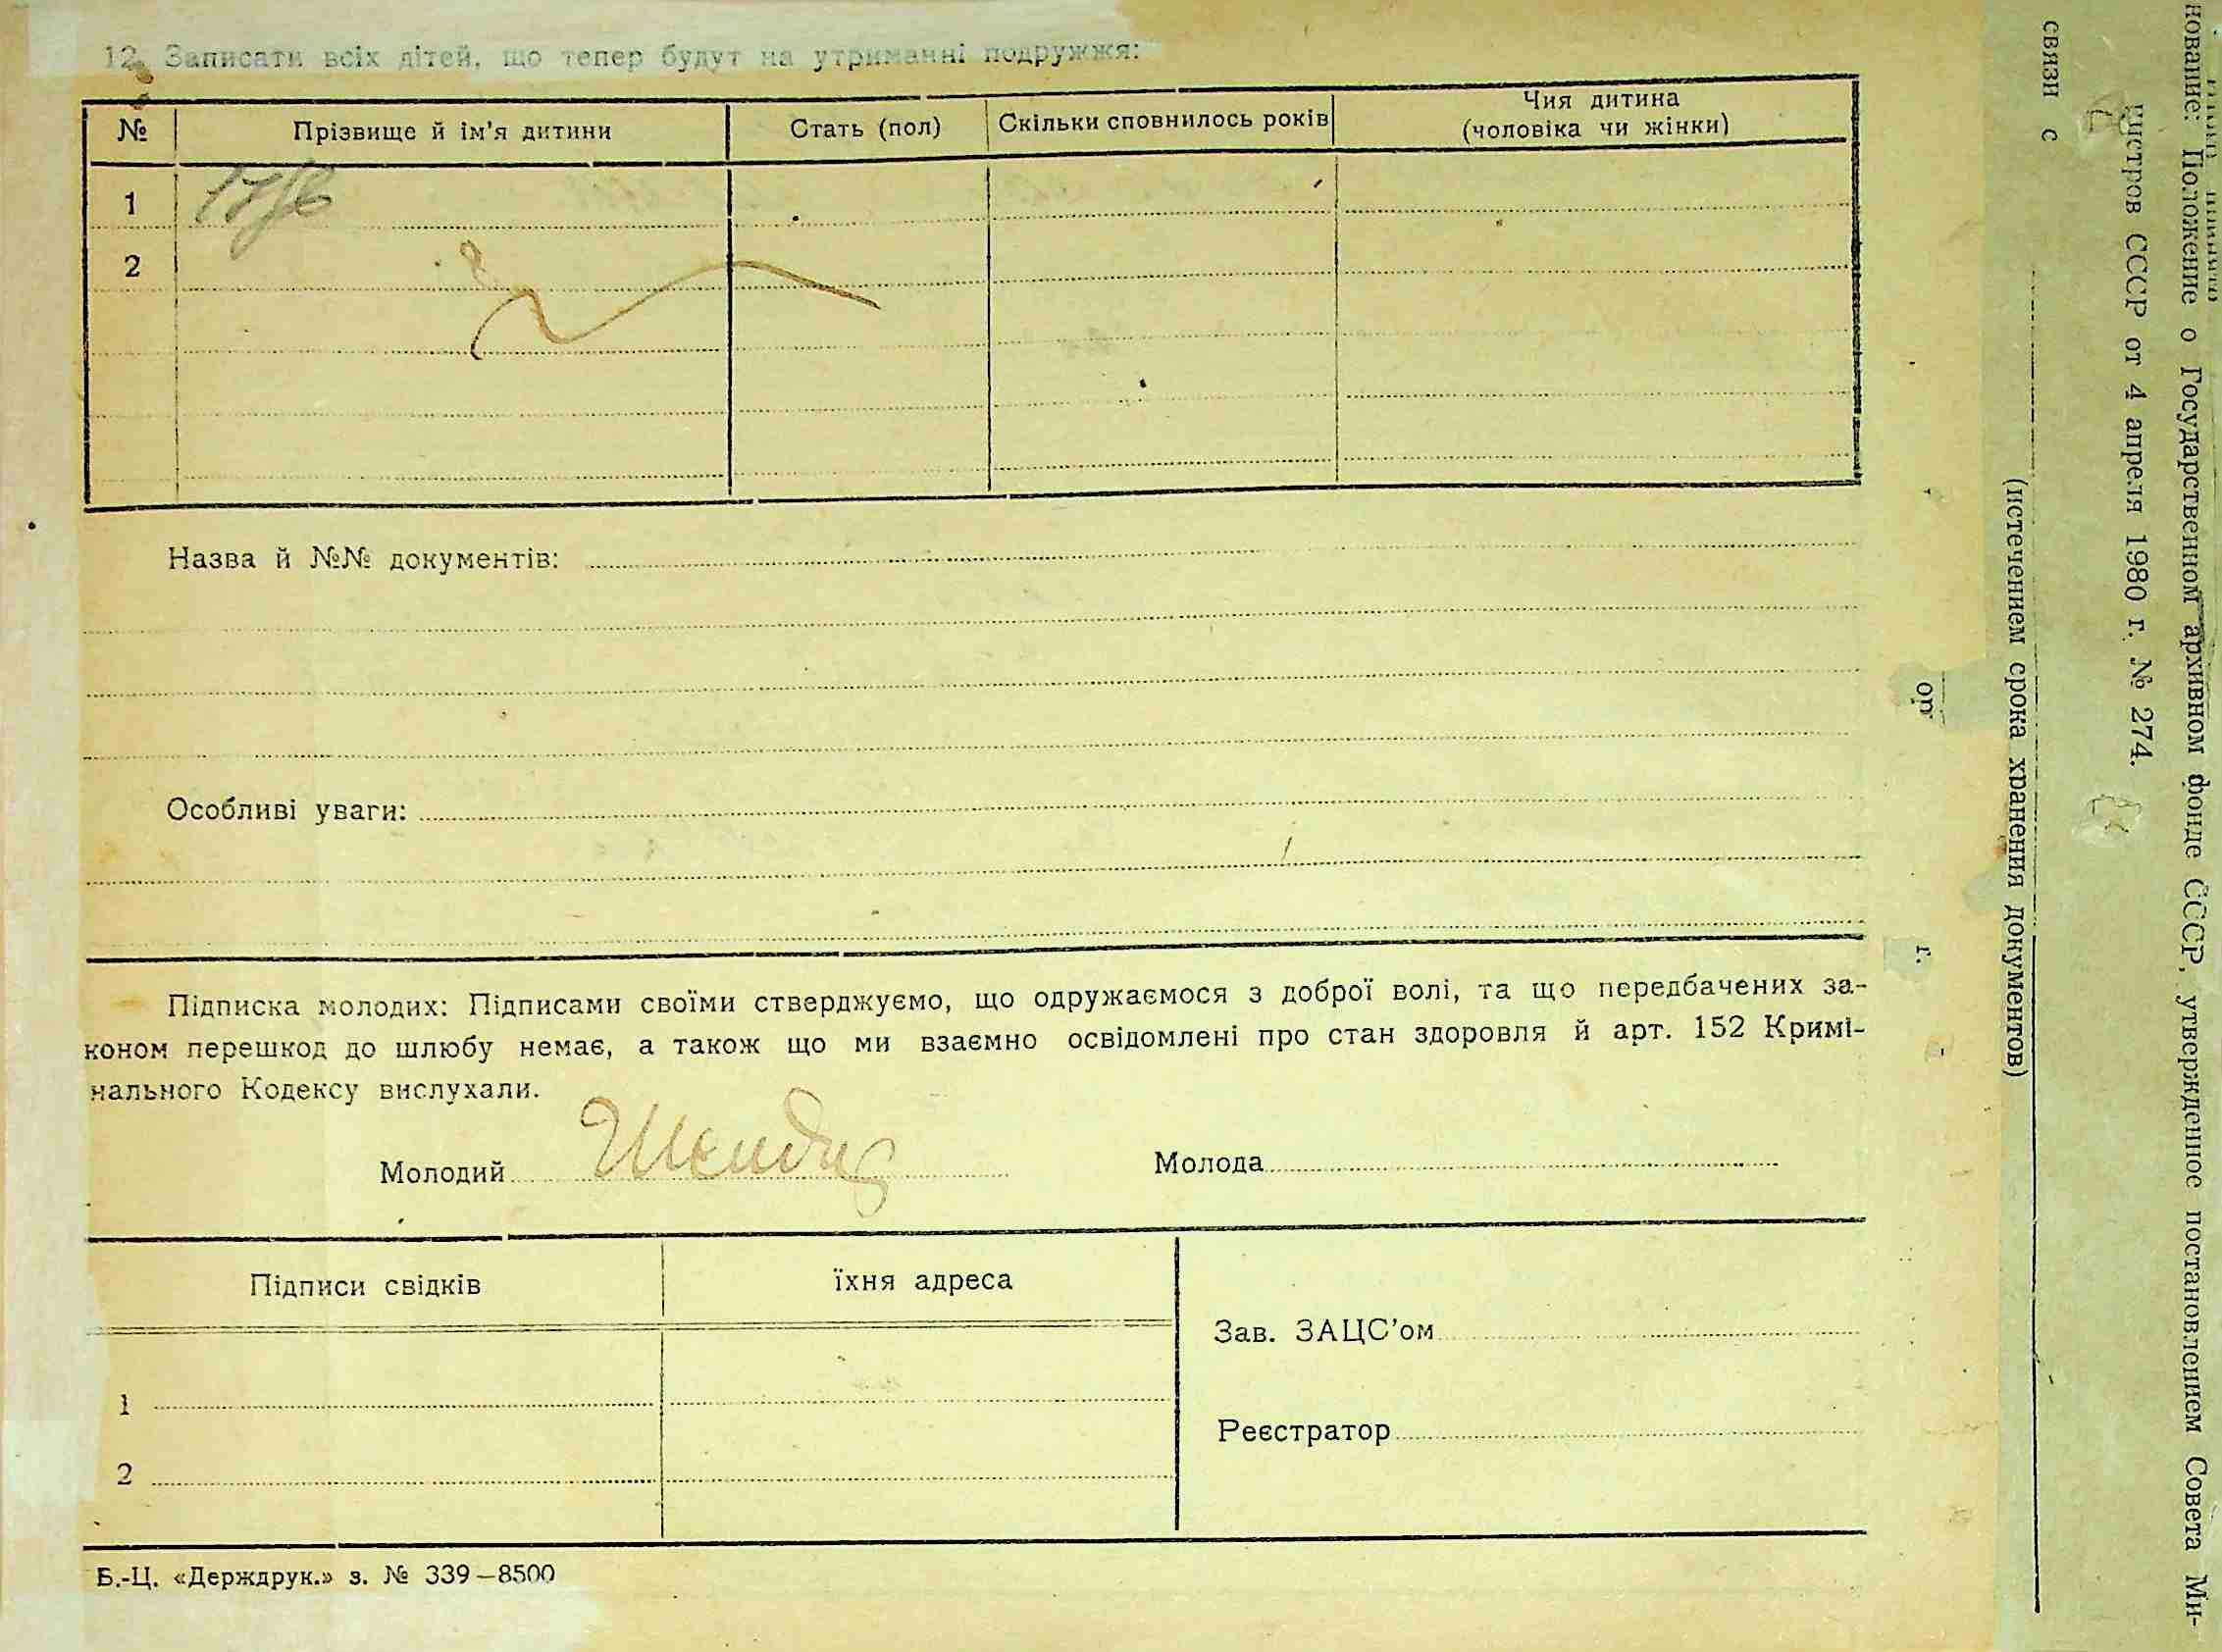 12. Записати всіх дітей, що тепер будут на утриманні подружжя:
№ Прізвище й ім'я дитини Стать (пол) Скільки сповнилось років Чия дитина (чоловіка чи жінки)
1
2
Назва й №№ документів:
Особливі уваги:
Підписка молодих: Підписами своїми стверджуємо, що одружаємося з доброї волі, та що передбачених за-
коном перешкод до шлюбу немає, а також що ми взаємно освідомлені про стан здоровля й арт. 152 Кримі-
нального Кодексу вислухали.
Молодий Молода
Підписи свідків їхня адреса
Зав. ЗАЦС'ом
1
Реєстратор
2
Б.-Ц. «Держдрук.» з. № 339—8500
от
г.
связи с
(истечением срока хранения документов)
нование: Положение о Государственном архивном фонде СССР, утвержденное постановлением Совета Ми-
нистров СССР от 4 апреля 1980 г. № 274.